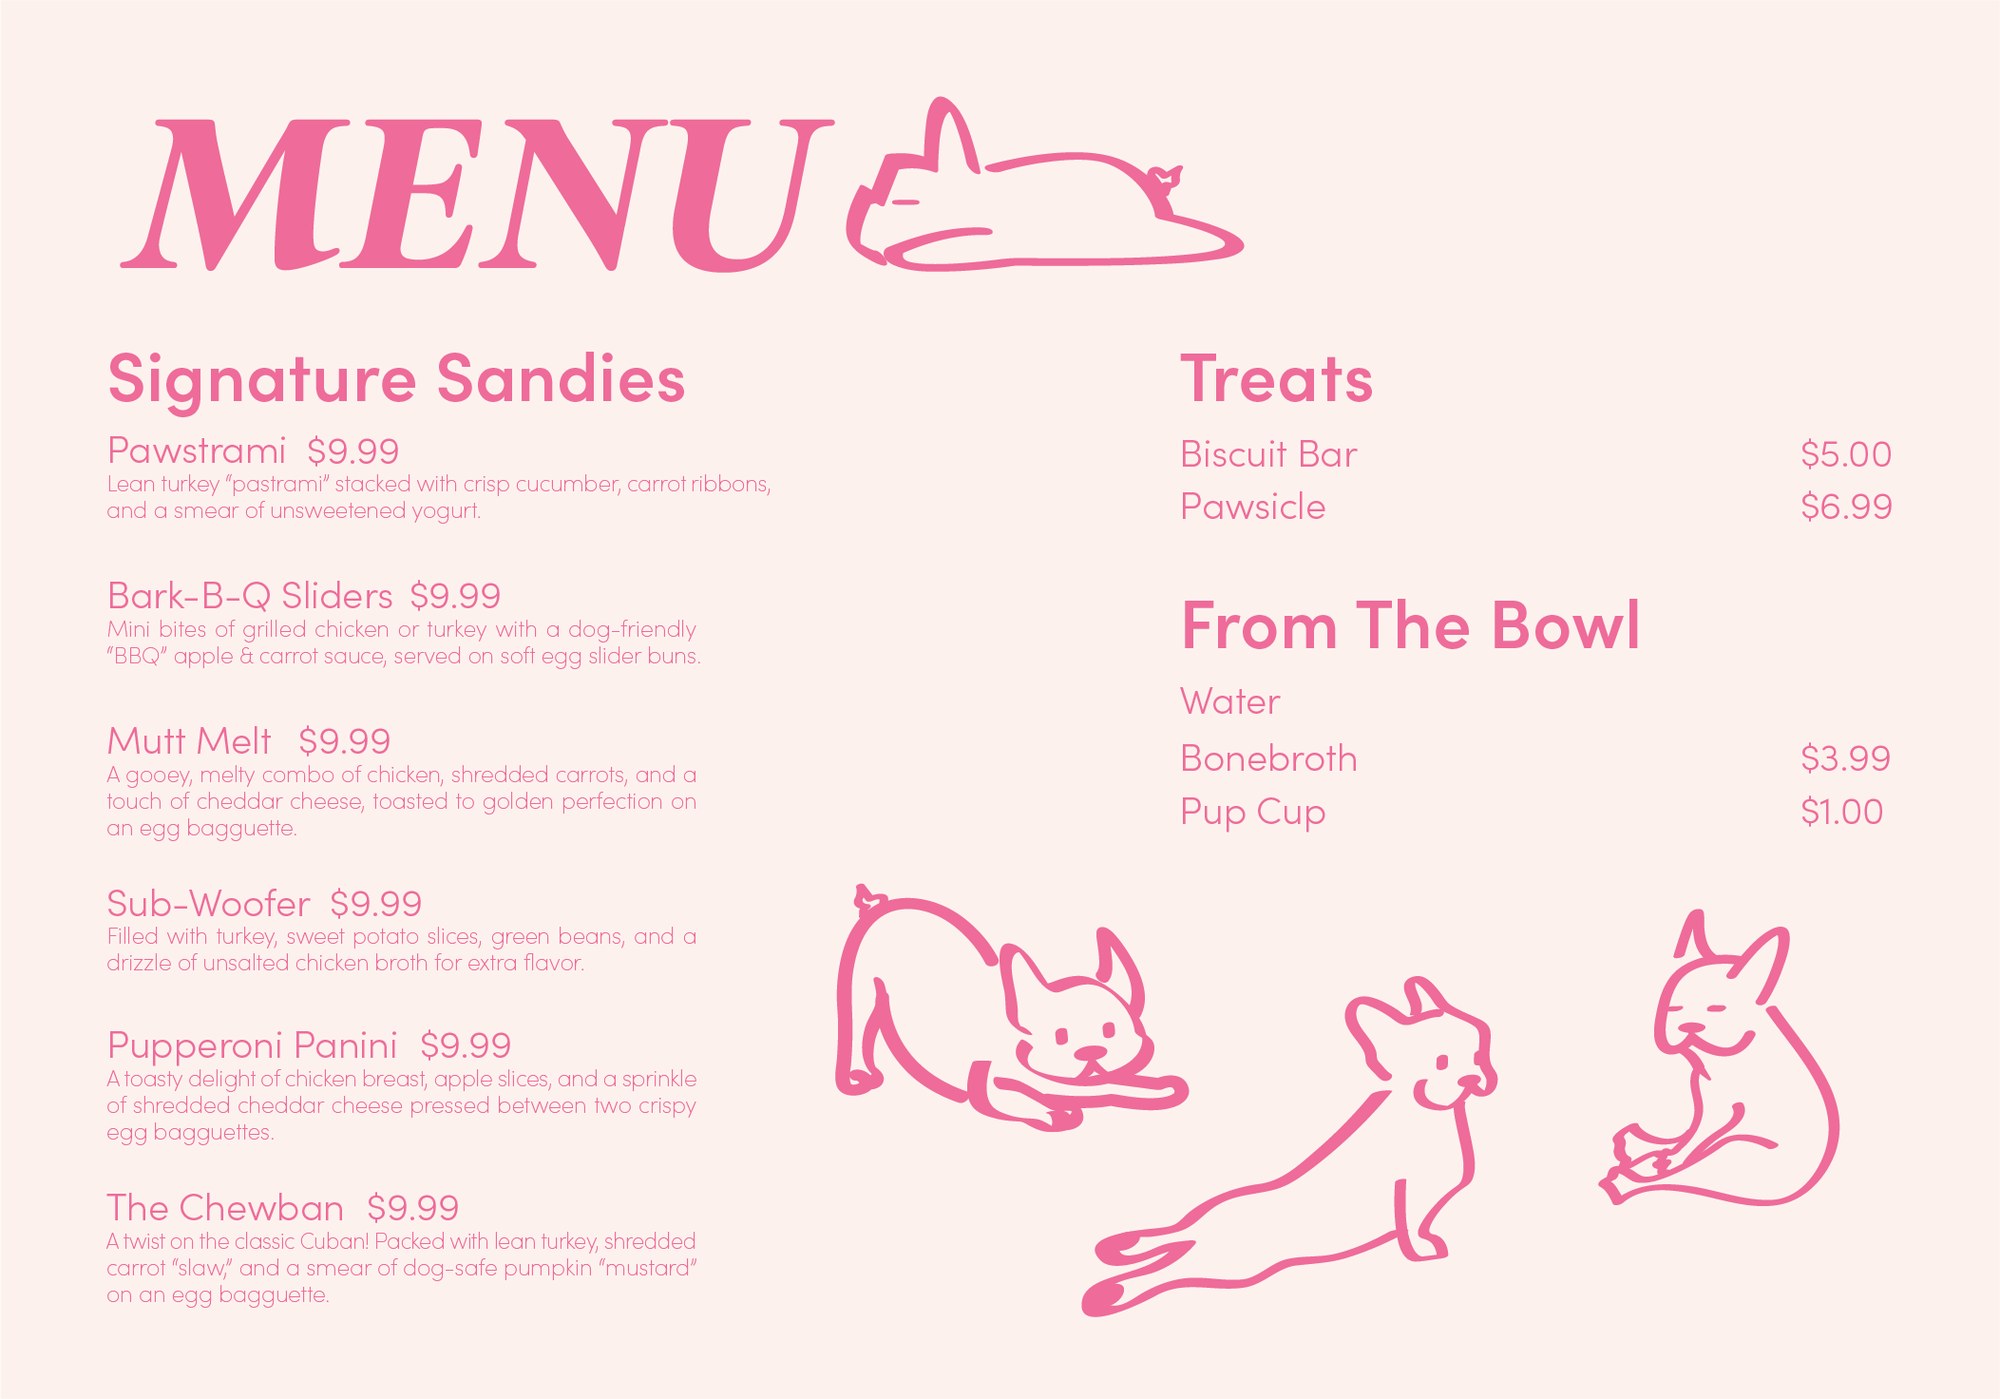 MENU
Signature Sandies
Pawstrami $9.99
Lean turkey “pastrami” stacked with crisp cucumber, carrot ribbons,
and a smear of unsweetened yogurt.
Bark-B-Q Sliders $9.99
Mini bites of grilled chicken or turkey with a dog-friendly
“BBQ” apple & carrot sauce, served on soft egg slider buns.
Mutt Melt $9.99
A gooey, melty combo of chicken, shredded carrots, and a
touch of cheddar cheese, toasted to golden perfection on
an egg bagguette.
Sub-Woofer $9.99
Filled with turkey, sweet potato slices, green beans, and a
drizzle of unsalted chicken broth for extra flavor.
Pupperoni Panini $9.99
A toasty delight of chicken breast, apple slices, and a sprinkle
of shredded cheddar cheese pressed between two crispy
egg bagguettes.
The Chewban $9.99
A twist on the classic Cuban! Packed with lean turkey, shredded
carrot “slaw,” and a smear of dog-safe pumpkin “mustard”
on an egg bagguette.
Treats
Biscuit Bar $5.00
Pawsicle $6.99
From The Bowl
Water
Bonebroth $3.99
Pup Cup $1.00